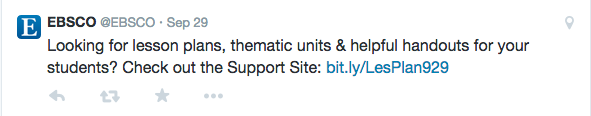 E EBSCO @EBSCO · Sep 29
Looking for lesson plans, thematic units & helpful handouts for your
students? Check out the Support Site: bit.ly/LesPlan929